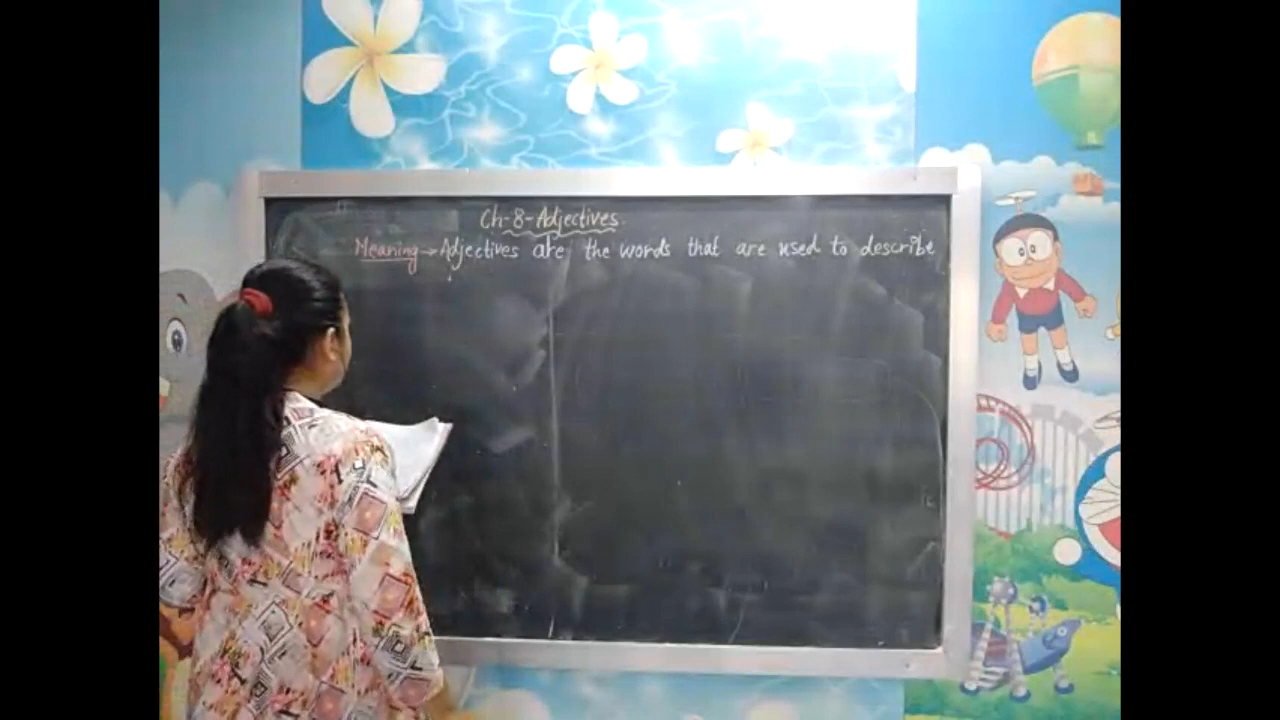 Ch-8-Adjectives
Meaning → Adjectives are the words that are used to describe